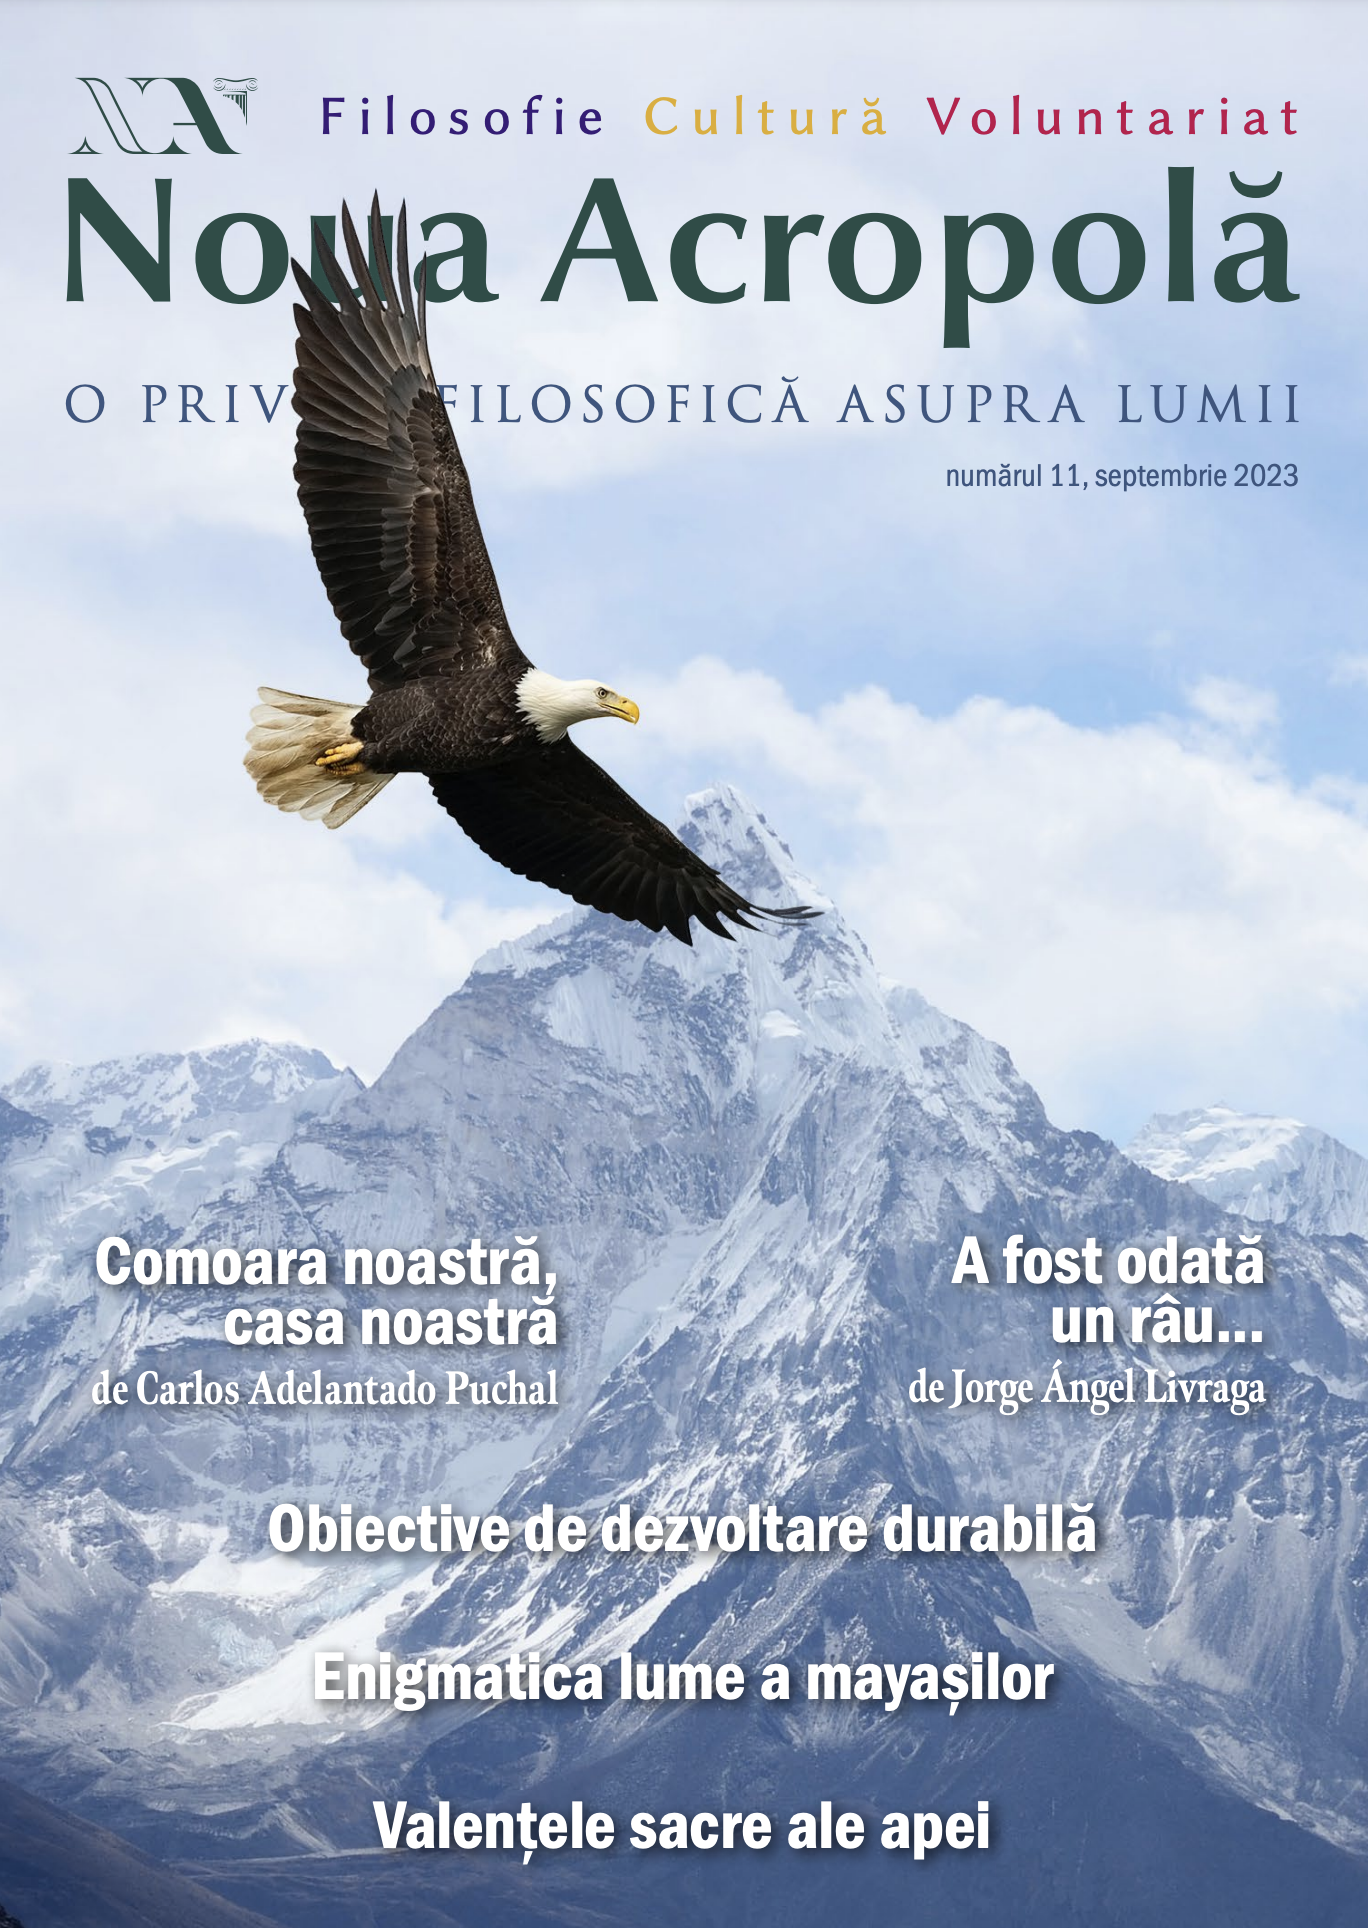 NA
Filosofie Cultură Voluntariat
Noua Acropolă
O FILOSOFICĂ ASUPRA LUMII
numărul 11, septembrie 2023
Comoara noastră,
casa noastră
de Carlos Adelantado Puchal
A fost odată
un râu...
de Jorge Ángel Livraga
Obiective de dezvoltare durabilă
Enigmatica lume a mayașilor
Valențele sacre ale apei